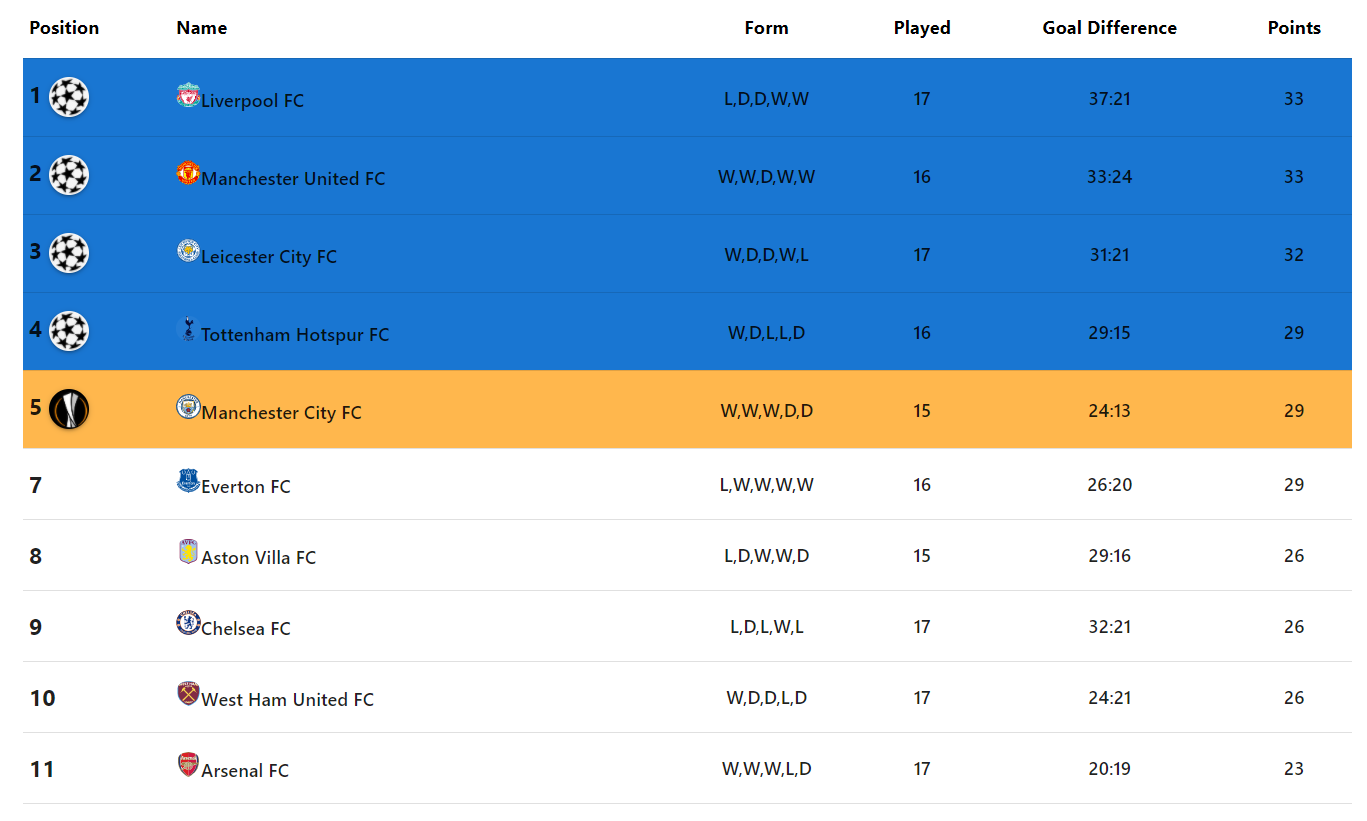 Position Name Form Played Goal Difference Points
1 Liverpool FC L,D,D,W,W 17 37:21 33
2 Manchester United FC W,W,D,W,W 16 33:24 33
3 Leicester City FC W,D,D,W,L 17 31:21 32
4 Tottenham Hotspur FC W,D,L,L,D 16 29:15 29
5 Manchester City FC W,W,W,D,D 15 24:13 29
7 Everton FC L,W,W,W,W 16 26:20 29
8 Aston Villa FC L,D,W,W,D 15 29:16 26
9 Chelsea FC L,D,L,W,L 17 32:21 26
10 West Ham United FC W,D,D,L,D 17 24:21 26
11 Arsenal FC W,W,W,L,D 17 20:19 23